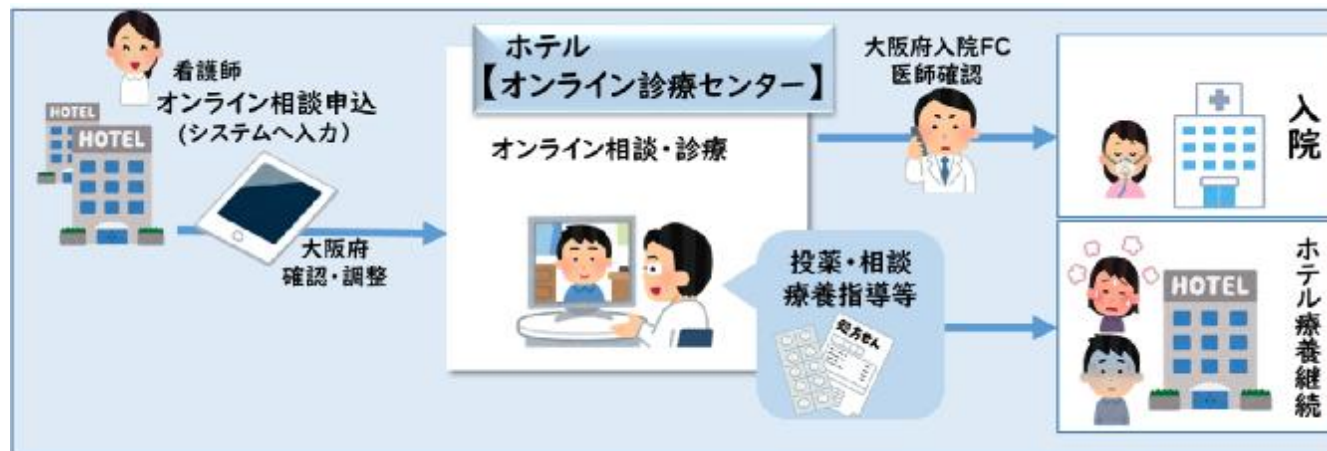 看護師
オンライン相談申込
(システムへ入力)
HOTEL
HOTEL
大阪府
確認・調整
ホテル
【オンライン診療センター】
オンライン相談・診療
投薬・相談
療養指導等
処方せん
大阪府入院FC
医師確認
入院
HOTEL
ホテル療養継続